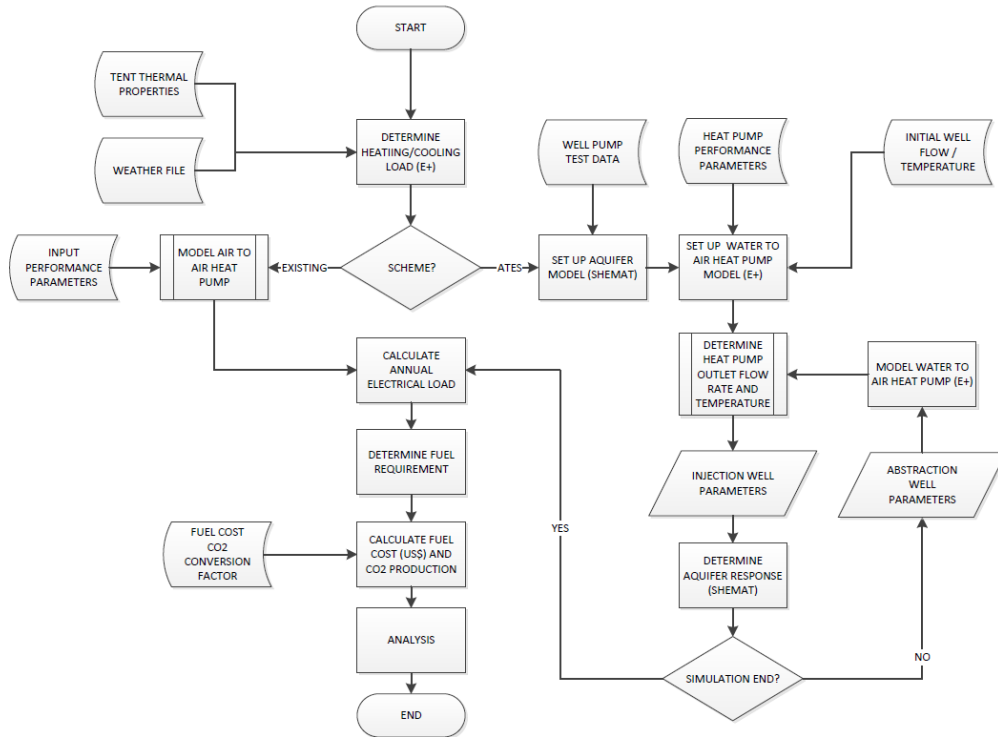 START
TENT THERMAL
PROPERTIES
WEATHER FILE
DETERMINE
HEATIING/COOLING
LOAD (E+)
WELL PUMP
TEST DATA
HEAT PUMP
PERFORMANCE
PARAMETERS
INITIAL WELL
FLOW /
TEMPERATURE
INPUT
PERFORMANCE
PARAMETERS
MODEL AIR TO
AIR HEAT
PUMP
EXISTING
SCHEME?
ATES
SET UP AQUIFER
MODEL (SHEMAT)
SET UP WATER TO
AIR HEAT PUMP
MODEL (E+)
CALCULATE
ANNUAL
ELECTRICAL LOAD
DETERMINE
HEAT PUMP
OUTLET FLOW
RATE AND
TEMPERATURE
MODEL WATER TO
AIR HEAT PUMP (E+)
DETERMINE FUEL
REQUIREMENT
INJECTION WELL
PARAMETERS
ABSTRACTION
WELL
PARAMETERS
YES
FUEL COST
CO2
CONVERSION
FACTOR
CALCULATE FUEL
COST (US$) AND
CO2 PRODUCTION
DETERMINE
AQUIFER RESPONSE
(SHEMAT)
ANALYSIS
NO
SIMULATION END?
END